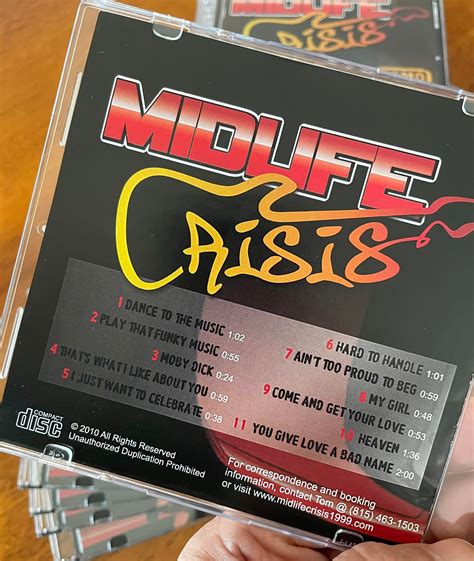 MIDLIFE
CRISIS
MIDLIFE
CRISIS
1 DANCE TO THE MUSIC 1:02
2 PLAY THAT FUNKY MUSIC 0:55
3 MOBY DICK 0:24
4 THAT'S WHAT I LIKE ABOUT YOU 0:59
5 I JUST WANT TO CELEBRATE 0:38
6 HARD TO HANDLE 1:01
7 AIN'T TOO PROUD TO BEG 0:59
8 MY GIRL 0:48
9 COME AND GET YOUR LOVE 0:53
10 HEAVEN 1:36
11 YOU GIVE LOVE A BAD NAME 2:00
COMPACT
disc
© 2010 All Rights Reserved
Unauthorized Duplication Prohibited
For correspondence and booking
information, contact Tom @ (815) 463-1503
or visit www.midlifecrisis1999.com